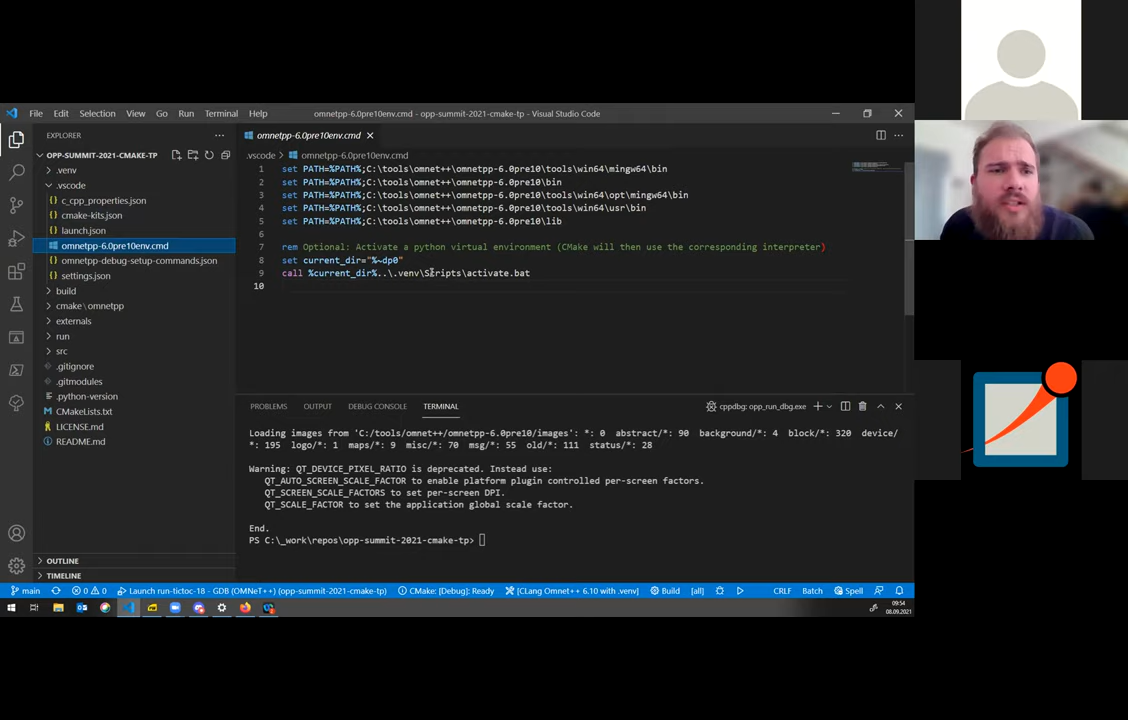 File Edit Selection View Go Run Terminal Help
omnetpp-6.0pre10env.cmd - opp-summit-2021-cmake-tp - Visual Studio Code
EXPLORER
OPP-SUMMIT-2021-CMAKE-TP
.venv
.vscode
c_cpp_properties.json
cmake-kits.json
launch.json
omnetpp-6.0pre10env.cmd
omnetpp-debug-setup-commands.json
settings.json
build
cmake\omnetpp
externals
run
src
.gitignore
.gitmodules
.python-version
CMakeLists.txt
LICENSE.md
README.md
OUTLINE
TIMELINE
omnetpp-6.0pre10env.cmd
.vscode > omnetpp-6.0pre10env.cmd
1 set PATH=%PATH%;C:\tools\omnet++\omnetpp-6.0pre10\tools\win64\mingw64\bin
2 set PATH=%PATH%;C:\tools\omnet++\omnetpp-6.0pre10\bin
3 set PATH=%PATH%;C:\tools\omnet++\omnetpp-6.0pre10\tools\win64\opt\mingw64\bin
4 set PATH=%PATH%;C:\tools\omnet++\omnetpp-6.0pre10\tools\win64\usr\bin
5 set PATH=%PATH%;C:\tools\omnet++\omnetpp-6.0pre10\lib
6
7 rem Optional: Activate a python virtual environment (CMake will then use the corresponding interpreter)
8 set current_dir="%~dp0"
9 call %current_dir%..\.venv\Scripts\activate.bat
10
PROBLEMS OUTPUT DEBUG CONSOLE TERMINAL
cppdbg: opp_run_dbg.exe
Loading images from 'C:/tools/omnet++/omnetpp-6.0pre10/images': *: 0 abstract/*: 90 background/*: 4 block/*: 320 device/
*: 195 logo/*: 1 maps/*: 9 misc/*: 70 msg/*: 55 old/*: 111 status/*: 28
Warning: QT_DEVICE_PIXEL_RATIO is deprecated. Instead use:
QT_AUTO_SCREEN_SCALE_FACTOR to enable platform plugin controlled per-screen factors.
QT_SCREEN_SCALE_FACTORS to set per-screen DPI.
QT_SCALE_FACTOR to set the application global scale factor.
End.
PS C:\_work\repos\opp-summit-2021-cmake-tp>
main 0 0 Launch run-tictoc-18 - GDB (OMNeT++) (opp-summit-2021-cmake-tp) CMake: [Debug]: Ready [CLang Omnet++ 6.10 with .venv] Build [all] CRLF Batch Spell
09:54
08.09.2021